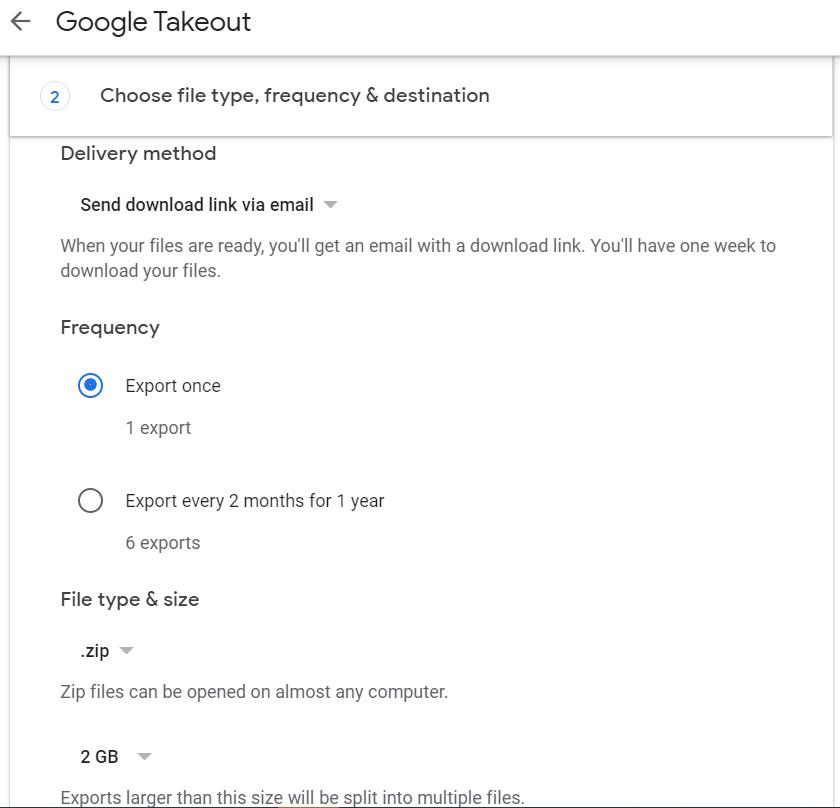 Google Takeout
2 Choose file type, frequency & destination
Delivery method
Send download link via email
When your files are ready, you'll get an email with a download link. You'll have one week to
download your files.
Frequency
Export once
1 export
Export every 2 months for 1 year
6 exports
File type & size
.zip
Zip files can be opened on almost any computer.
2 GB
Exports larger than this size will be split into multiple files.